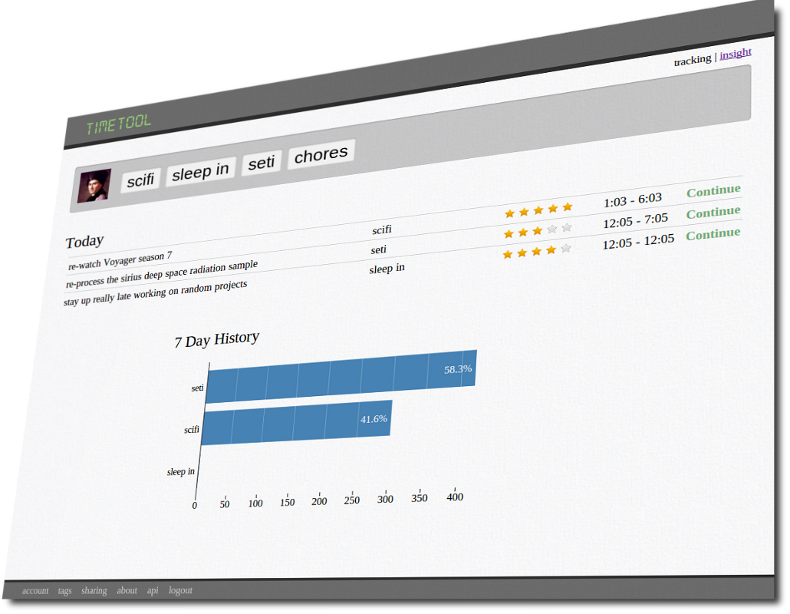 tracking | insight
TIMETOOL
scifi sleep in seti chores
Today
re-watch Voyager season 7 scifi 1:03 - 6:03 Continue
re-process the sirius deep space radiation sample seti 12:05 - 7:05 Continue
stay up really late working on random projects sleep in 12:05 - 12:05 Continue
7 Day History
seti 58.3%
scifi 41.6%
sleep in
0 50 100 150 200 250 300 350 400
account tags sharing about api logout